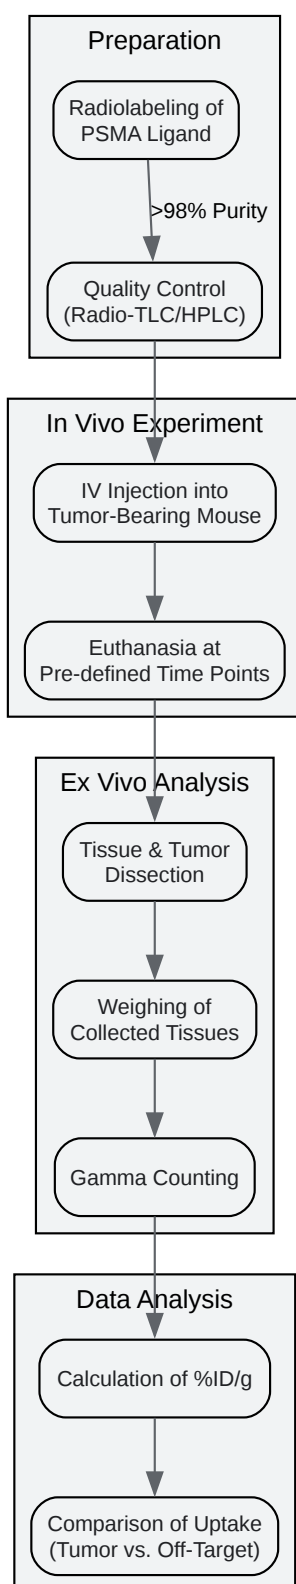 Preparation
Radiolabeling of
PSMA Ligand
>98% Purity
Quality Control
(Radio-TLC/HPLC)
In Vivo Experiment
IV Injection into
Tumor-Bearing Mouse
Euthanasia at
Pre-defined Time Points
Ex Vivo Analysis
Tissue & Tumor
Dissection
Weighing of
Collected Tissues
Gamma Counting
Data Analysis
Calculation of %ID/g
Comparison of Uptake
(Tumor vs. Off-Target)